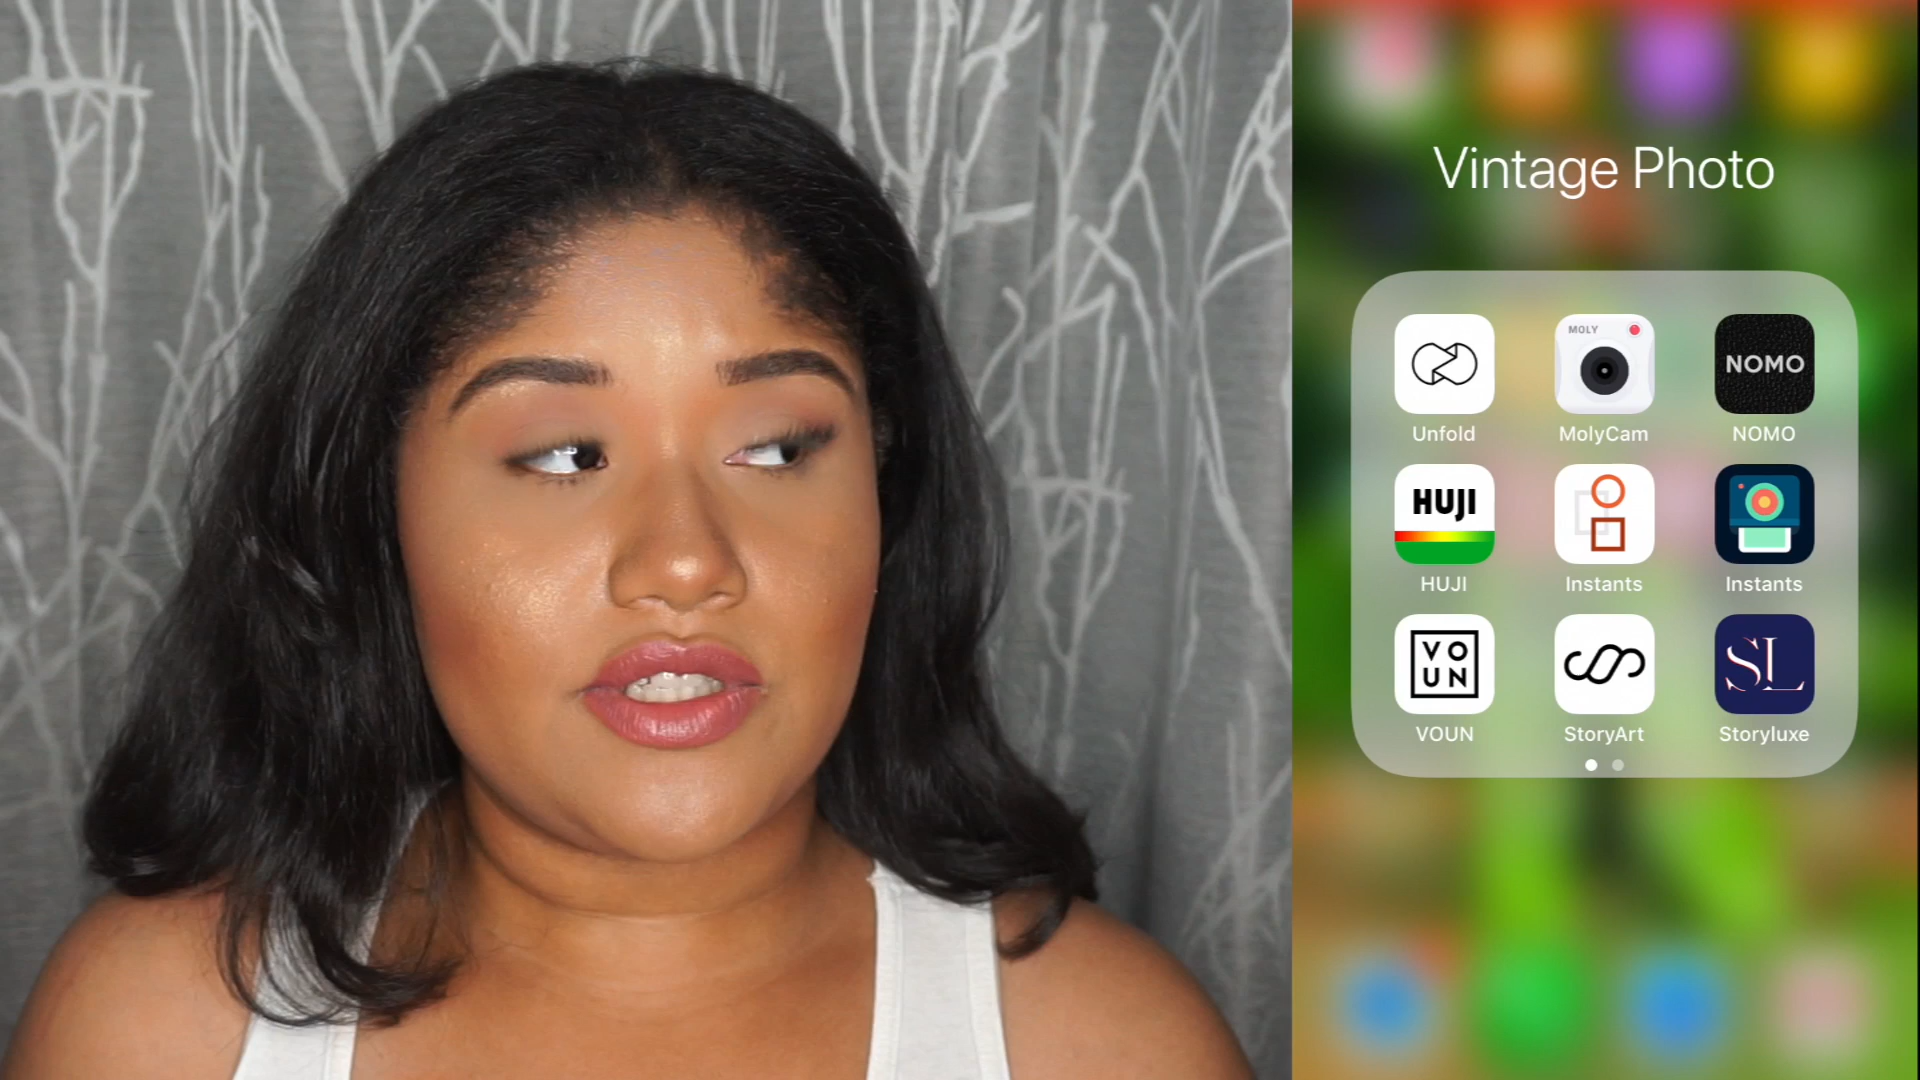 Vintage Photo
MOLY
NOMO
Unfold MolyCam NOMO
HUJI
HUJI Instants Instants
VO
UN
SL
VOUN StoryArt Storyluxe